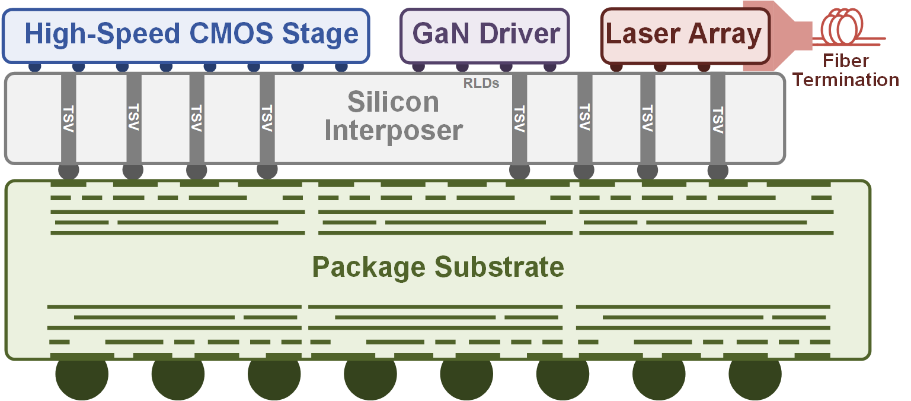 High-Speed CMOS Stage
GaN Driver
Laser Array
Fiber
Termination
RLDs
Silicon
Interposer
TSV
TSV
TSV
TSV
TSV
TSV
TSV
TSV
Package Substrate